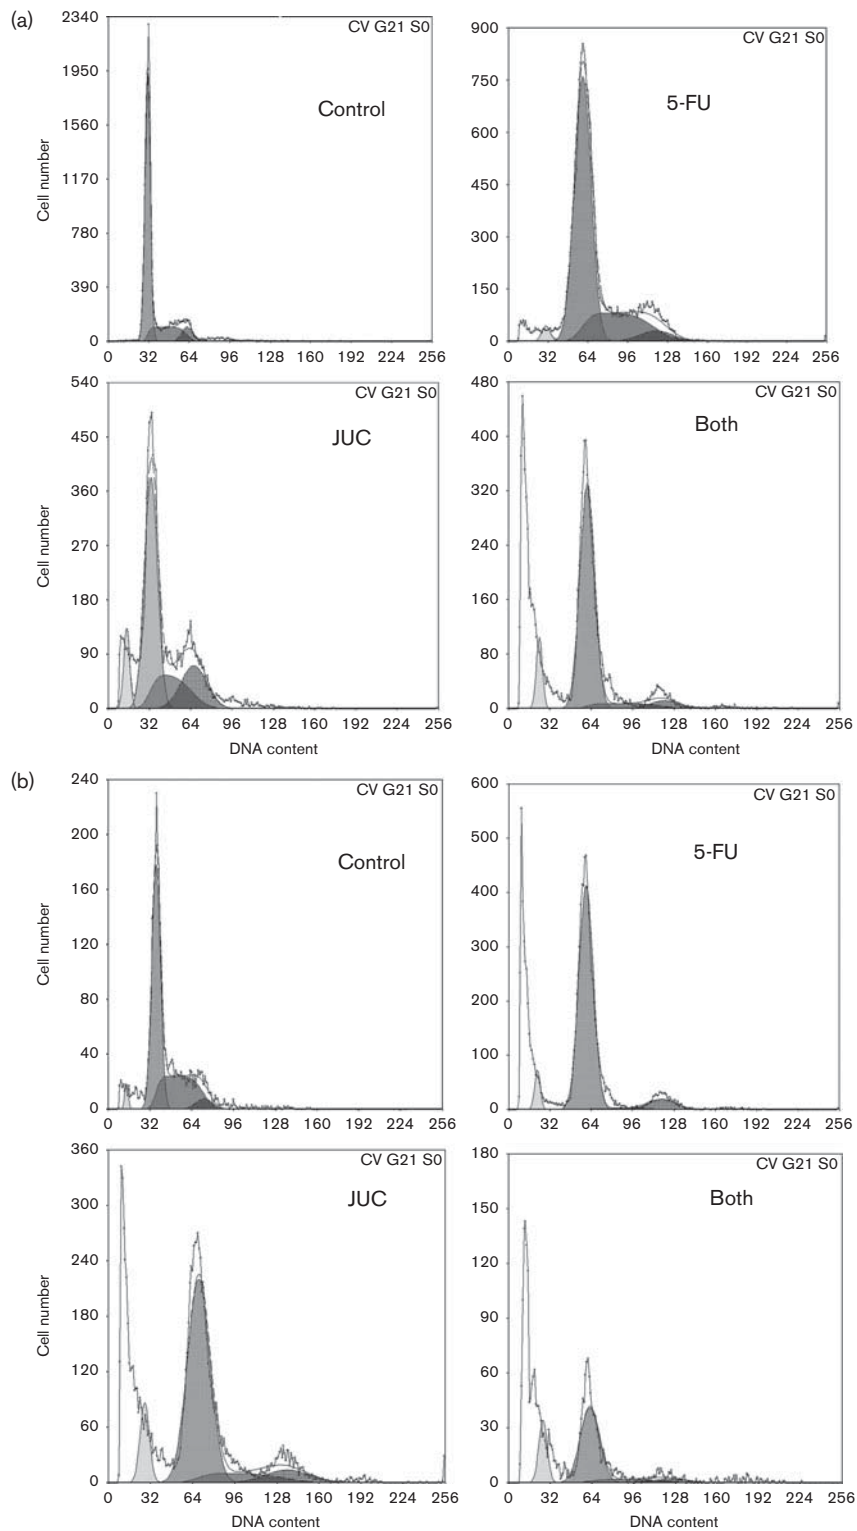 (a)
CV G21 S0
Control
Cell number
2340
1950
1560
1170
780
390
0
0 32 64 96 128 160 192 224 256
CV G21 S0
5-FU
900
750
600
450
300
150
0
0 32 64 96 128 160 192 224 256
CV G21 S0
JUC
Cell number
540
450
360
270
180
90
0
0 32 64 96 128 160 192 224 256
DNA content
CV G21 S0
Both
480
400
320
240
160
80
0
0 32 64 96 128 160 192 224 256
DNA content
(b)
CV G21 S0
Control
Cell number
240
200
160
120
80
40
0
0 32 64 96 128 160 192 224 256
CV G21 S0
5-FU
600
500
400
300
200
100
0
0 32 64 96 128 160 192 224 256
CV G21 S0
JUC
Cell number
360
300
240
180
120
60
0
0 32 64 96 128 160 192 224 256
DNA content
CV G21 S0
Both
180
150
120
90
60
30
0
0 32 64 96 128 160 192 224 256
DNA content